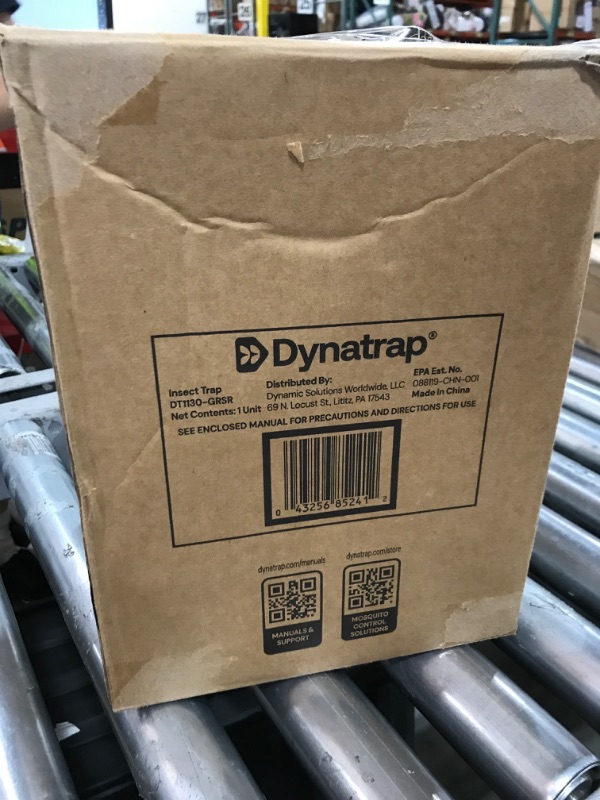 Dynatrap®
Insect Trap
DT1130-GRSR
Net Contents: 1 Unit
Distributed By:
Dynamic Solutions Worldwide, LLC
69 N. Locust St., Lititz, PA 17543
EPA Est. No.
088119-CHN-001
Made in China
SEE ENCLOSED MANUAL FOR PRECAUTIONS AND DIRECTIONS FOR USE
0 43256 85241 2
dynatrap.com/manuals
MANUALS &
SUPPORT
dynatrap.com/store
MOSQUITO
CONTROL
SOLUTIONS